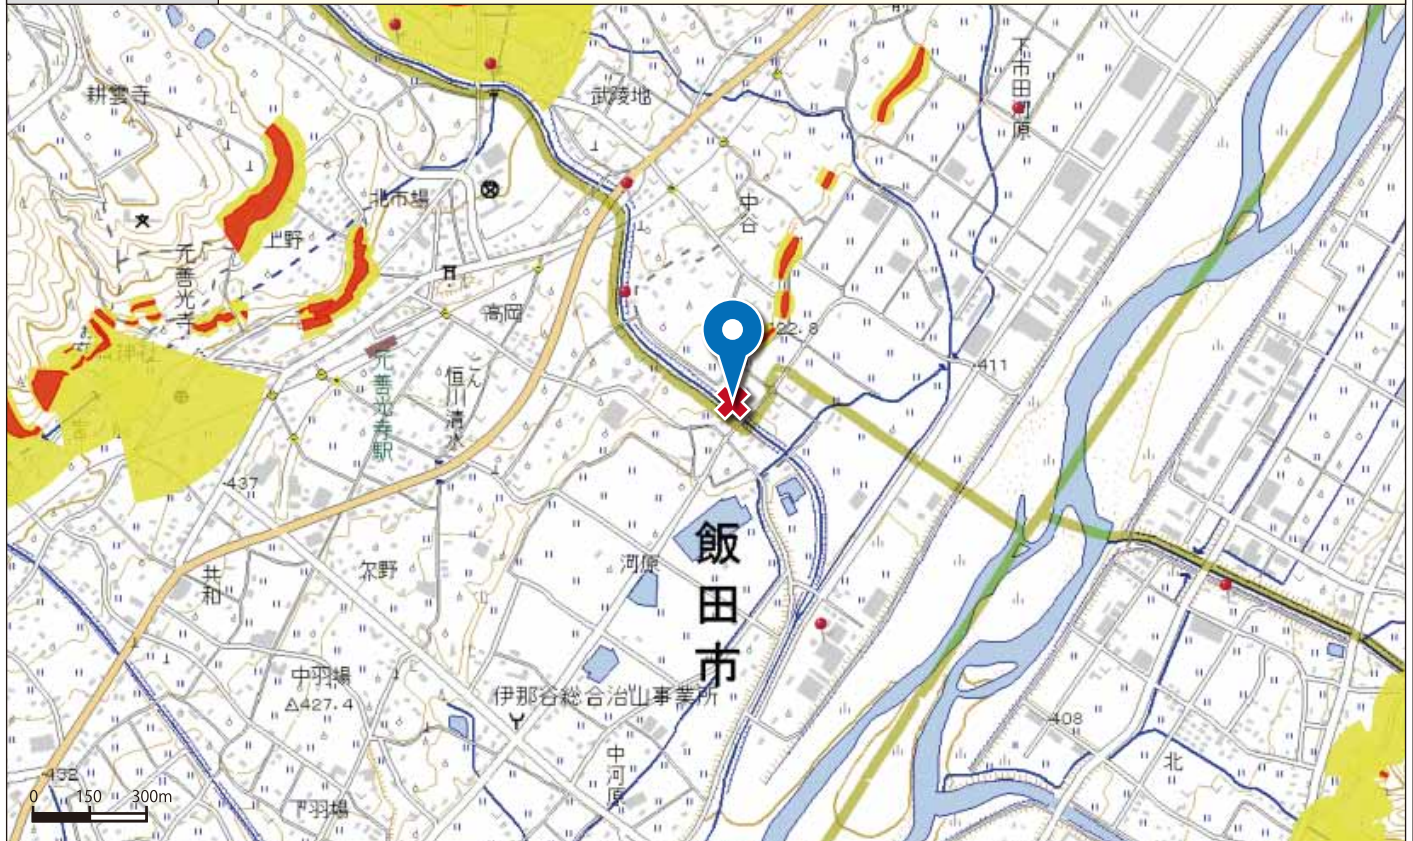 下市田河原
耕雲寺
武陵地
北市場
中谷
上野
元善光寺
高岡
22.8
411
元善光寺駅
恒川清水
ごん
437
飯田市
河原
共和
欠野
中羽場
427.4
伊那谷総合治山事業所
408
中河原
北
432
下羽場
0 150 300m